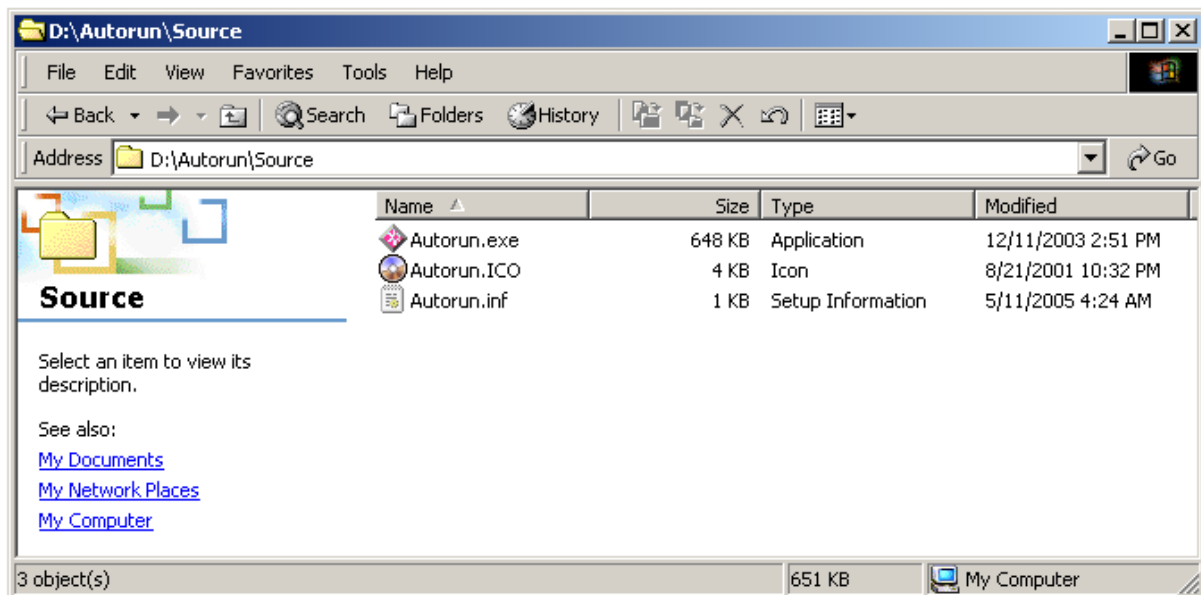 D:\Autorun\Source
File Edit View Favorites Tools Help
Back Search Folders History
Address D:\Autorun\Source Go
Name Size Type Modified
Autorun.exe 648 KB Application 12/11/2003 2:51 PM
Autorun.ICO 4 KB Icon 8/21/2001 10:32 PM
Autorun.inf 1 KB Setup Information 5/11/2005 4:24 AM
Source
Select an item to view its
description.
See also:
My Documents
My Network Places
My Computer
3 object(s) 651 KB My Computer